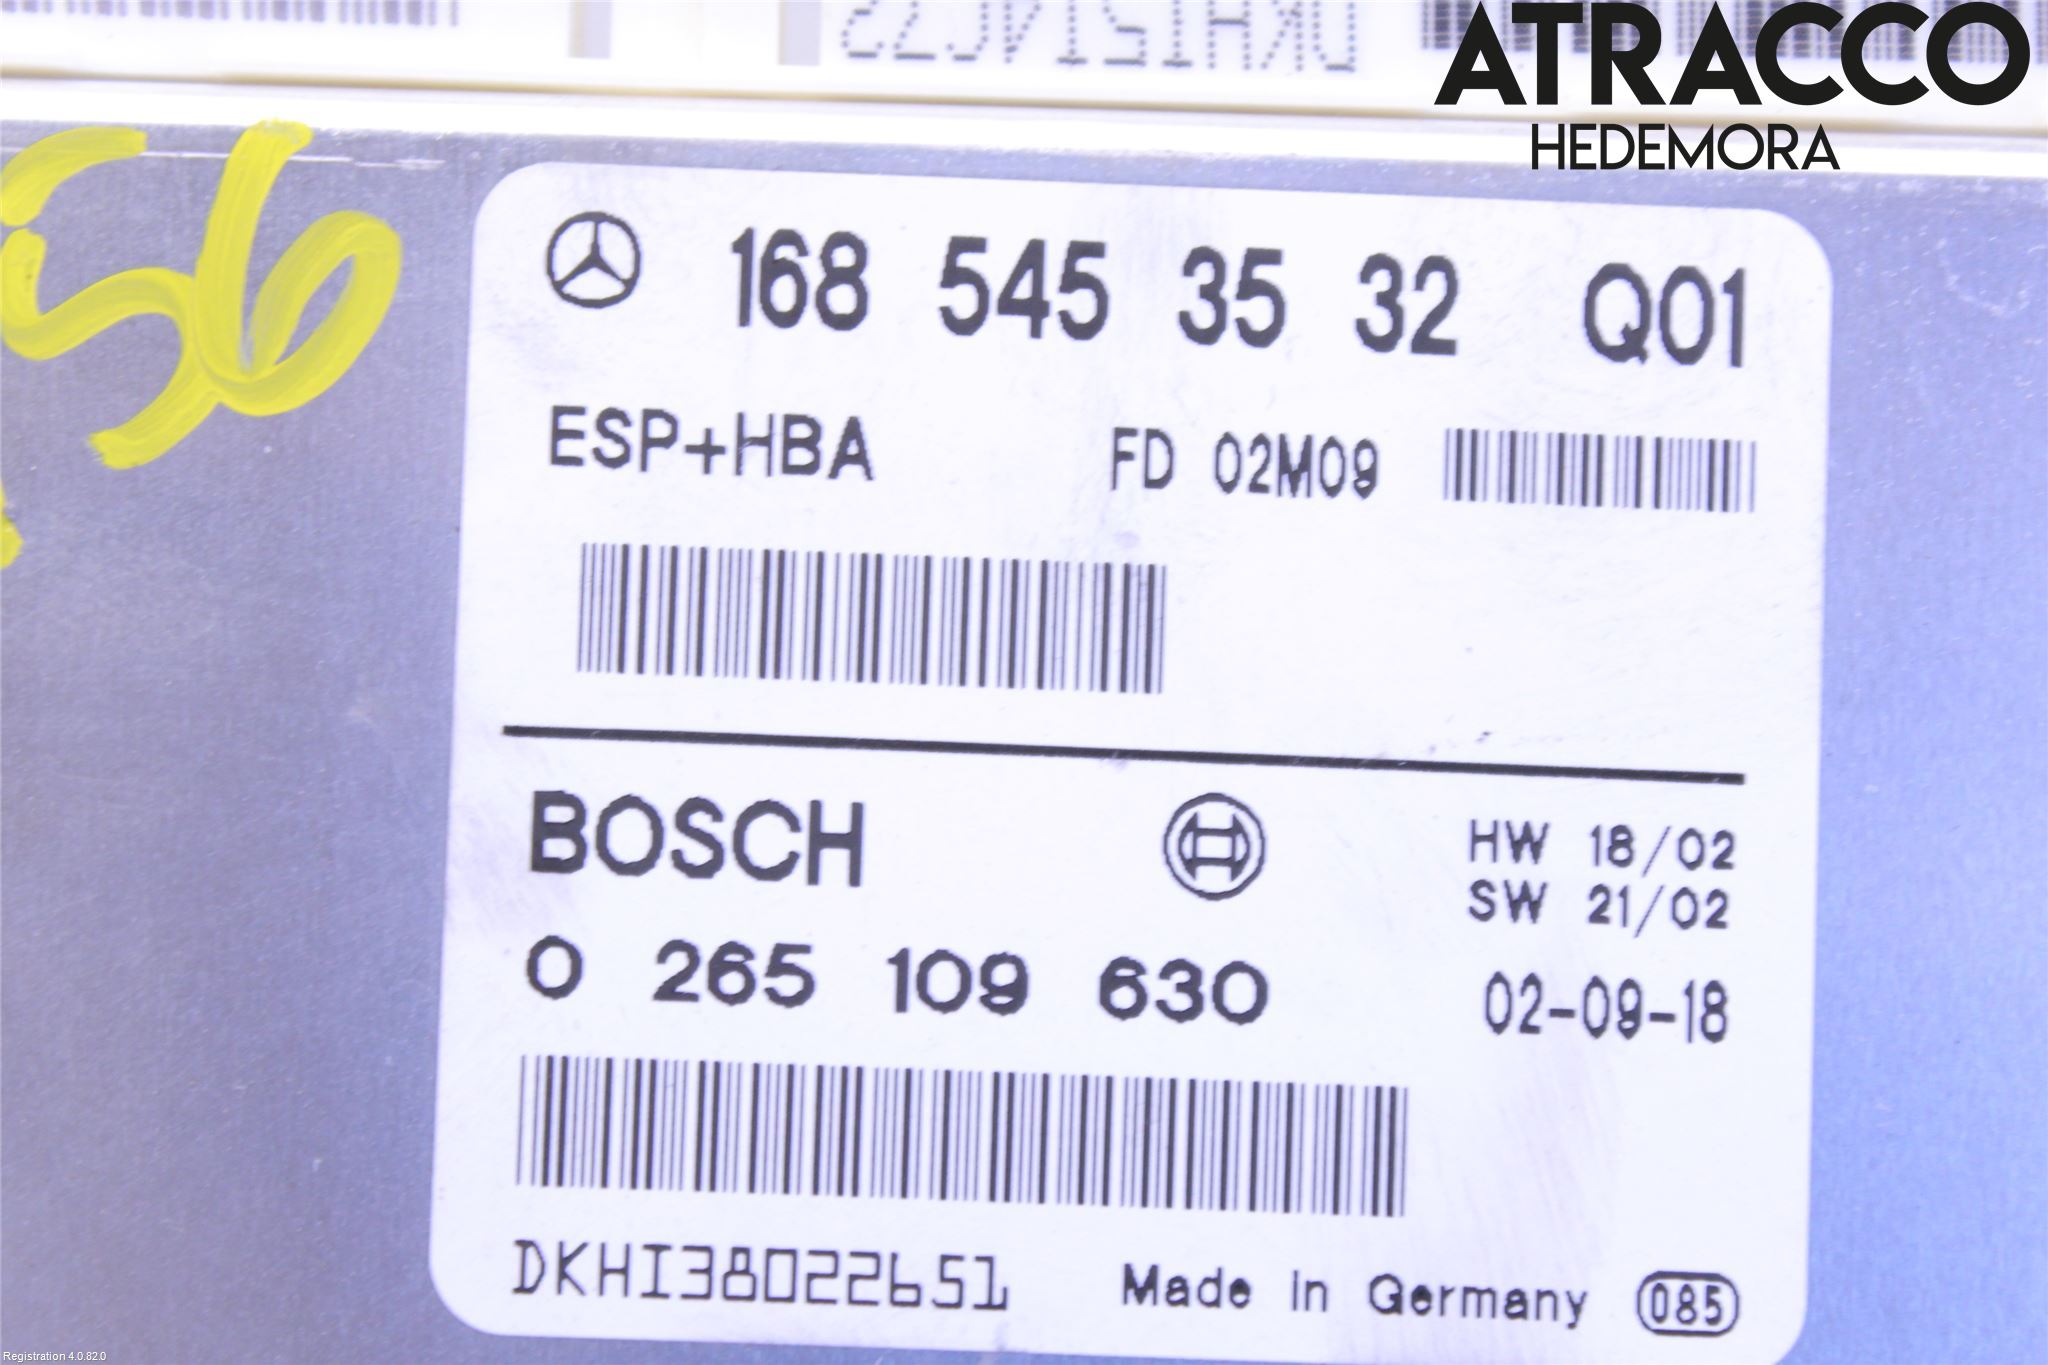 ATRACCO
HEDEMORA
56
168 545 35 32 Q01
ESP+HBA FD 02M09
BOSCH HW 18/02
SW 21/02
0 265 109 630 02-09-18
DKHI38022651 Made in Germany 085
Registration 4.0.82.0